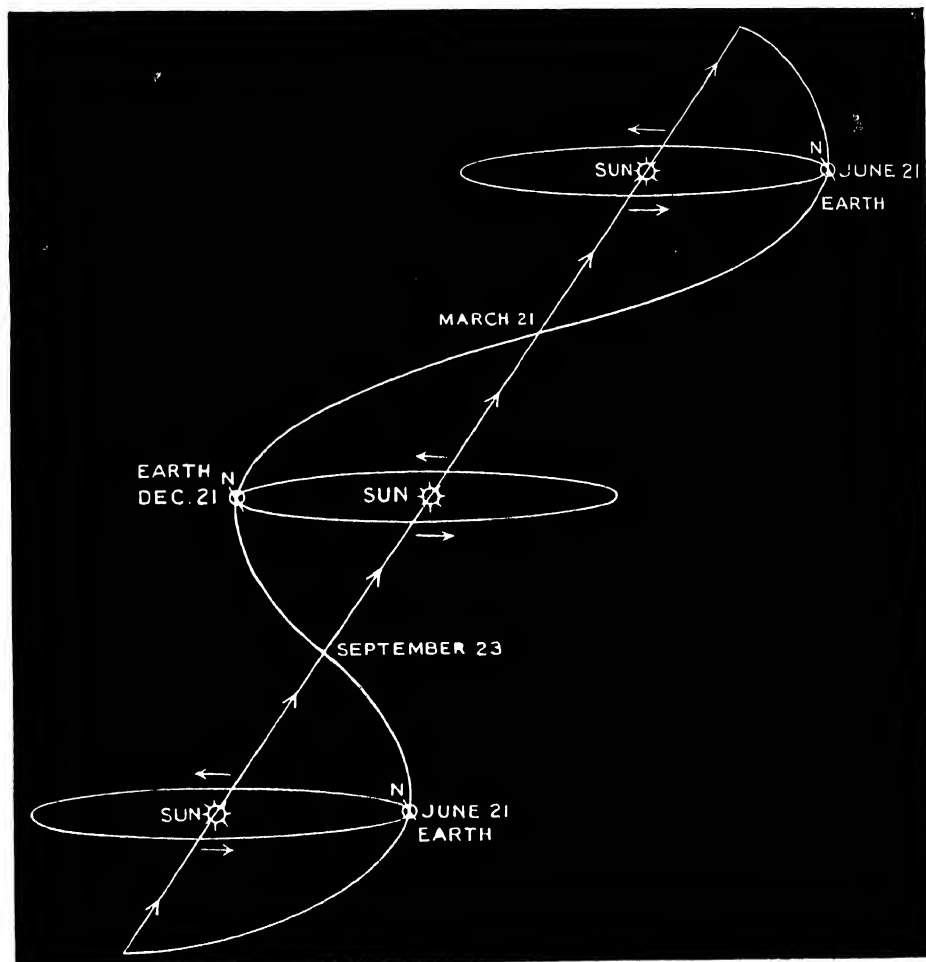 N
SUN
JUNE 21
EARTH
MARCH 21
EARTH
DEC. 21
N
SUN
SEPTEMBER 23
N
SUN
JUNE 21
EARTH